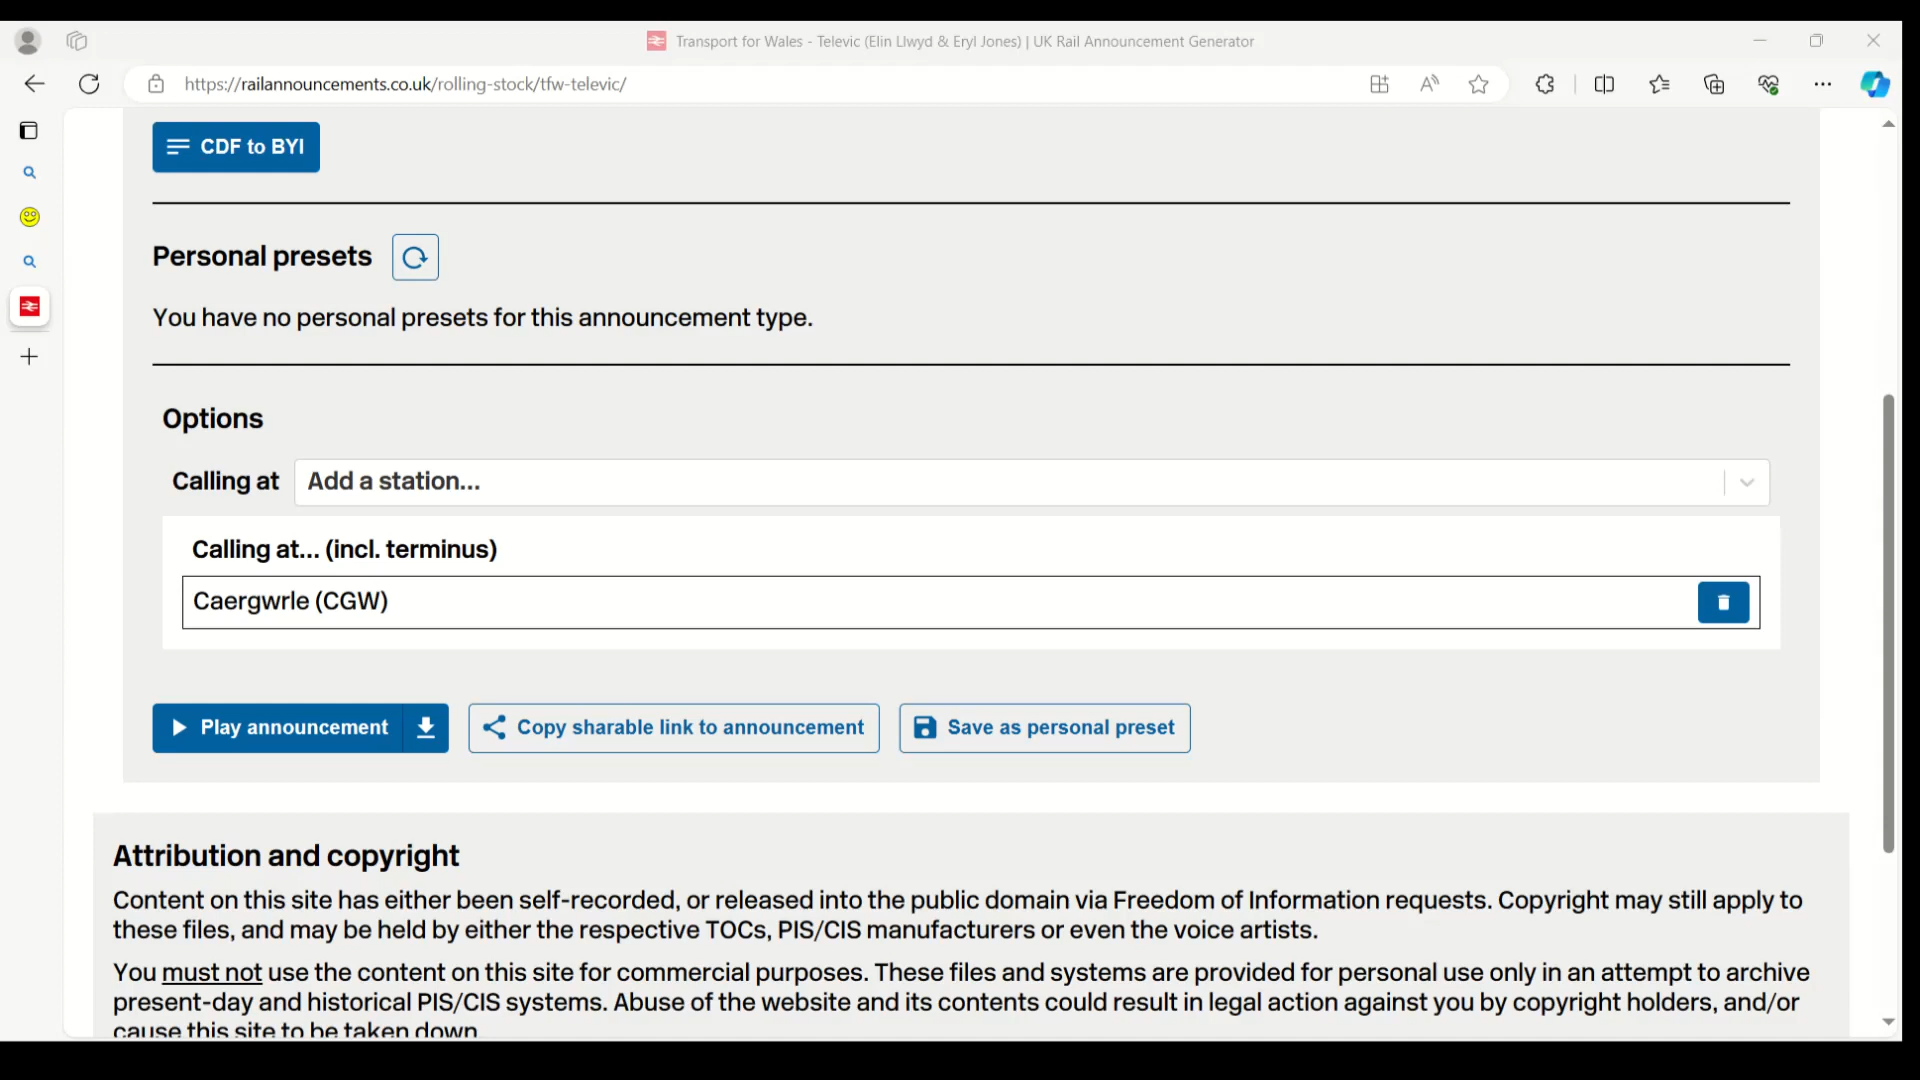 Transport for Wales - Televic (Elin Llwyd & Eryl Jones) | UK Rail Announcement Generator
https://railannouncements.co.uk/rolling-stock/tfw-televic/
CDF to BYI
Personal presets
You have no personal presets for this announcement type.
Options
Calling at
Add a station...
Calling at... (incl. terminus)
Caergwrle (CGW)
Play announcement
Copy sharable link to announcement
Save as personal preset
Attribution and copyright
Content on this site has either been self-recorded, or released into the public domain via Freedom of Information requests. Copyright may still apply to
these files, and may be held by either the respective TOCs, PIS/CIS manufacturers or even the voice artists.
You must not use the content on this site for commercial purposes. These files and systems are provided for personal use only in an attempt to archive
present-day and historical PIS/CIS systems. Abuse of the website and its contents could result in legal action against you by copyright holders, and/or
cause this site to be taken down.